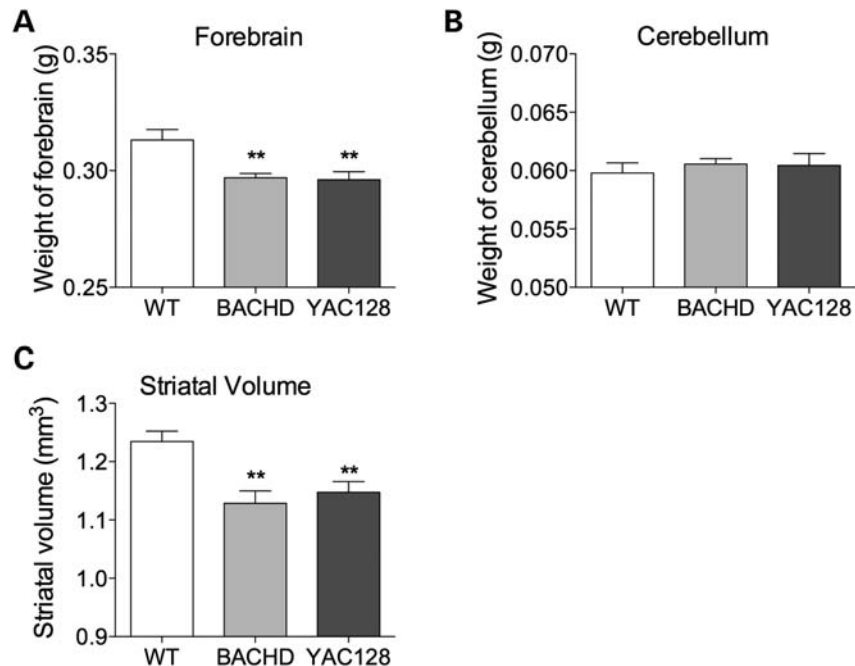 A
Forebrain
Weight of forebrain (g)
0.35
0.30
0.25
**
**
WT BACHD YAC128
B
Cerebellum
Weight of cerebellum (g)
0.070
0.065
0.060
0.055
0.050
WT BACHD YAC128
C
Striatal Volume
Striatal volume (mm³)
1.3
1.2
1.1
1.0
0.9
**
**
WT BACHD YAC128